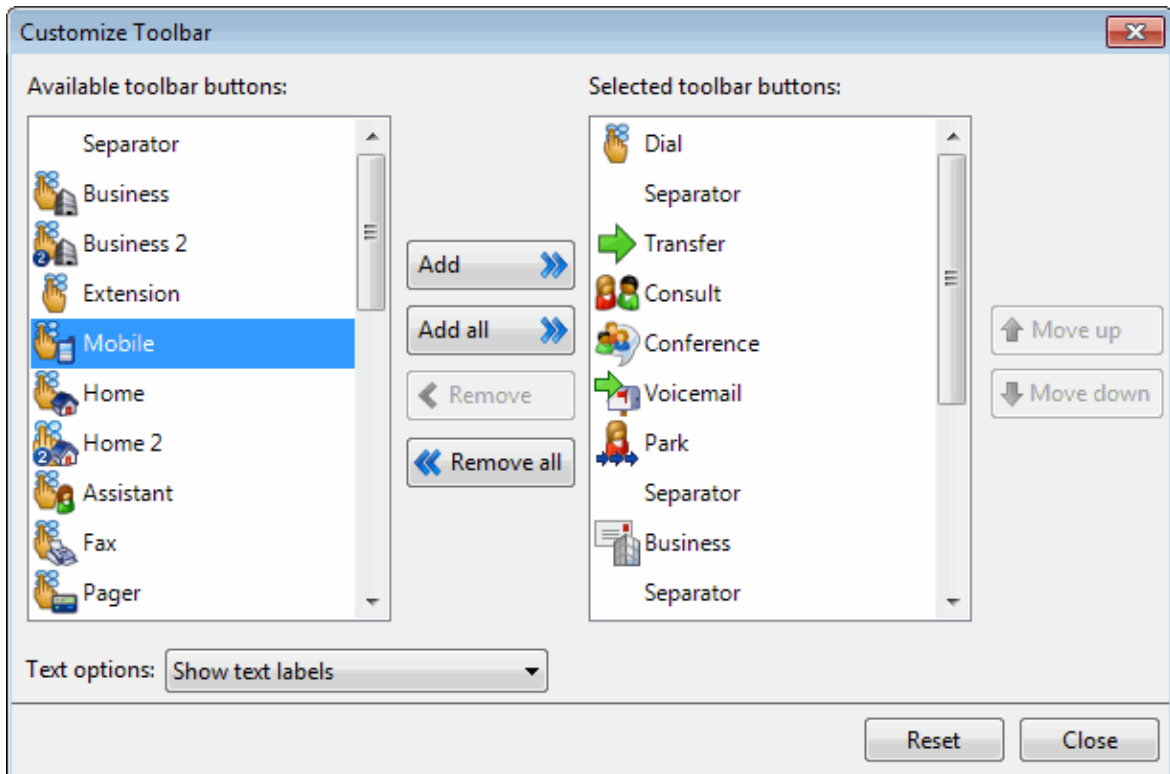 Customize Toolbar
Available toolbar buttons:
Separator
Business
2
Business 2
Extension
Mobile
Home
2
Home 2
Assistant
Fax
Pager
Add
Add all
Remove
Remove all
Selected toolbar buttons:
Dial
Separator
Transfer
Consult
Conference
Voicemail
Park
Separator
Business
Separator
Move up
Move down
Text options:
Show text labels
Reset
Close